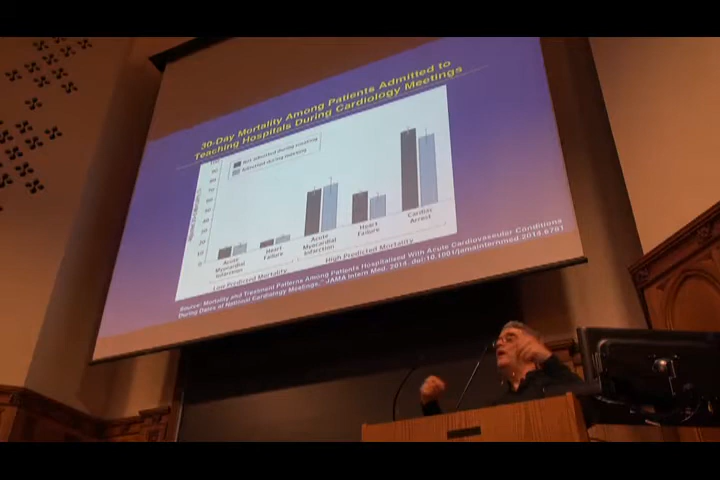 30-Day Mortality Among Patients Admitted to
Teaching Hospitals During Cardiology Meetings
Not admitted during meeting
Admitted during meeting
Acute
Myocardial
Infarction
Heart
Failure
Acute
Myocardial
Infarction
Heart
Failure
Cardiac
Arrest
Low Predicted Mortality
High Predicted Mortality
Source: Mortality and Treatment Patterns Among Patients Hospitalized With Acute Cardiovascular Conditions
During Dates of National Cardiology Meetings," JAMA Intern Med. 2014. doi:10.1001/jamainternmed.2014.6781